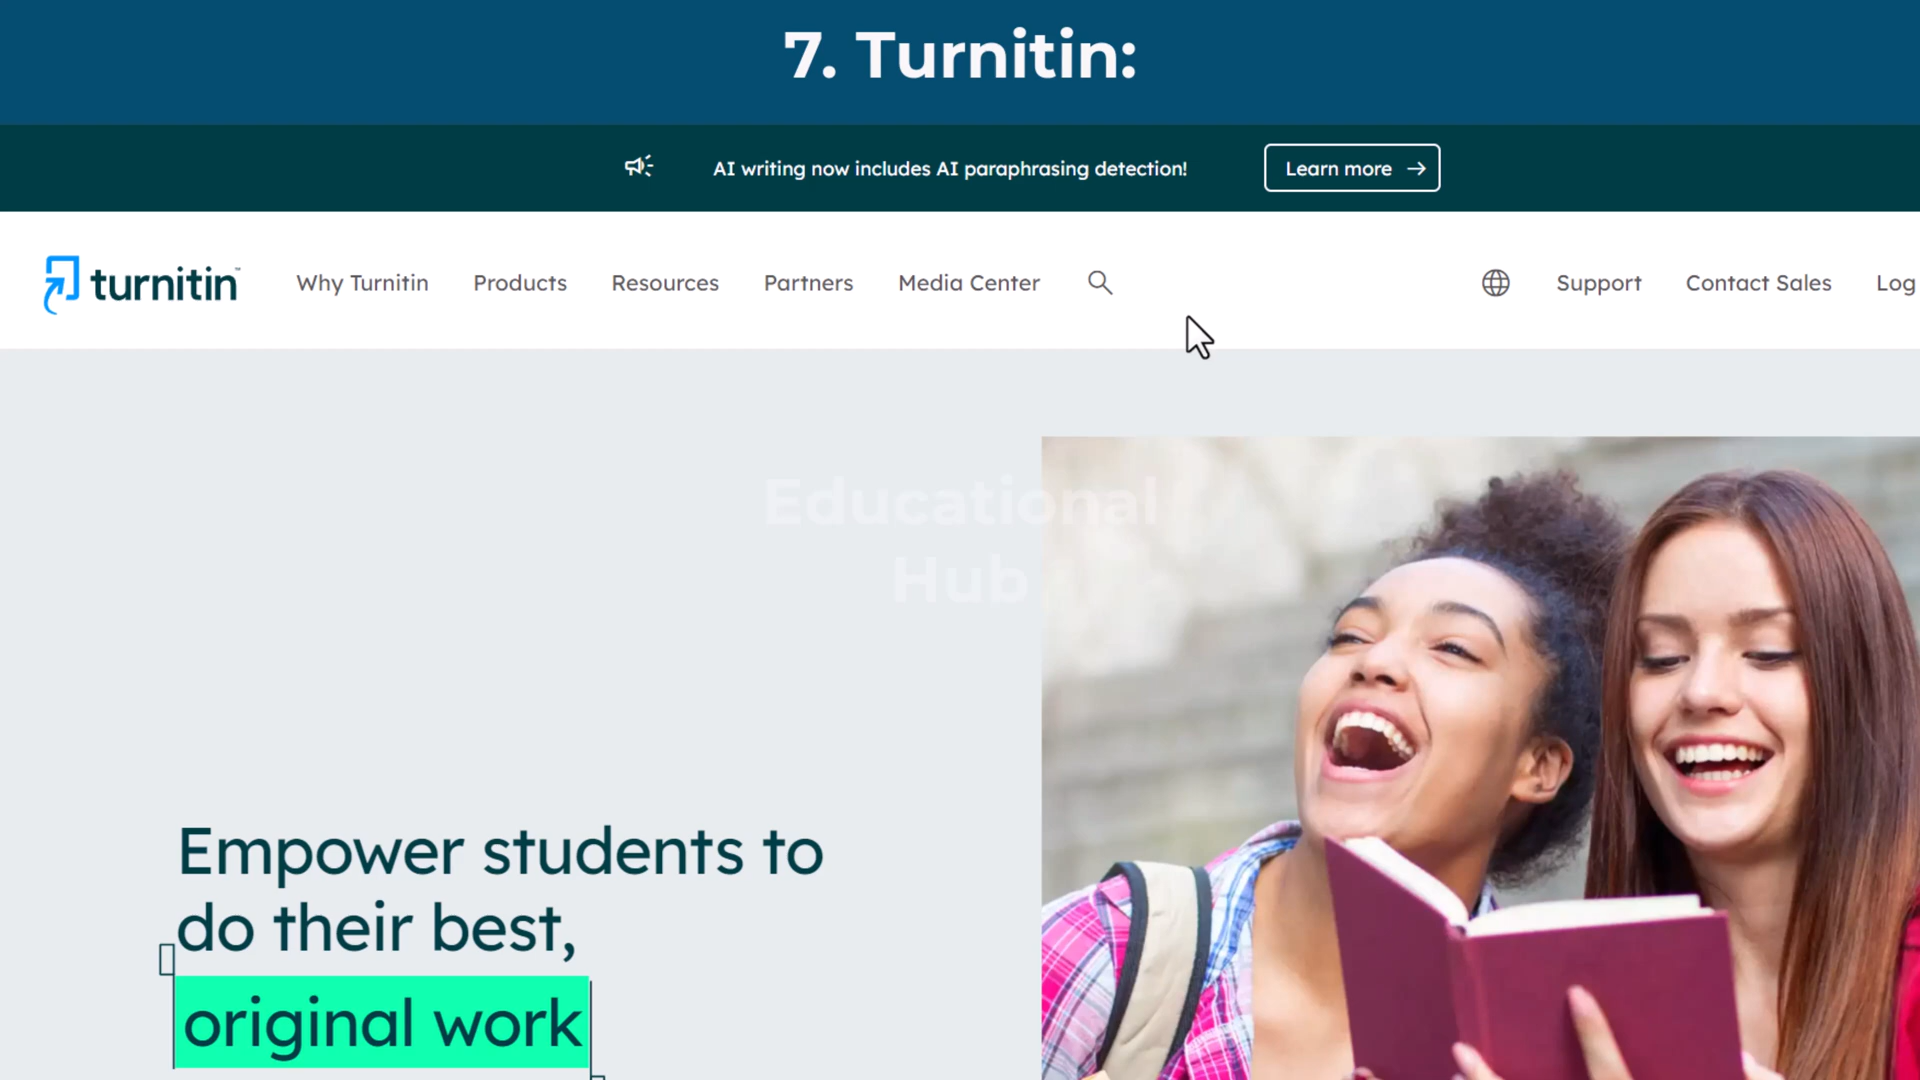 7. Turnitin:
AI writing now includes AI paraphrasing detection!
Learn more →
turnitin™
Why Turnitin
Products
Resources
Partners
Media Center
Support
Contact Sales
Log
Educational
Hub
Empower students to
do their best,
original work